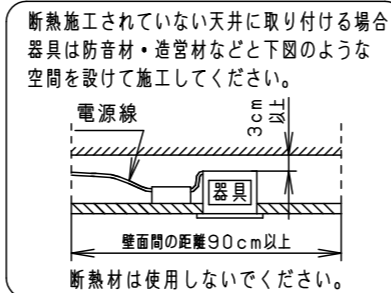 断熱施工されていない天井に取り付ける場合
器具は防音材・造営材などと下図のような
空間を設けて施工してください。
電源線
3cm
以上
器具
壁面間の距離90cm以上
断熱材は使用しないでください。